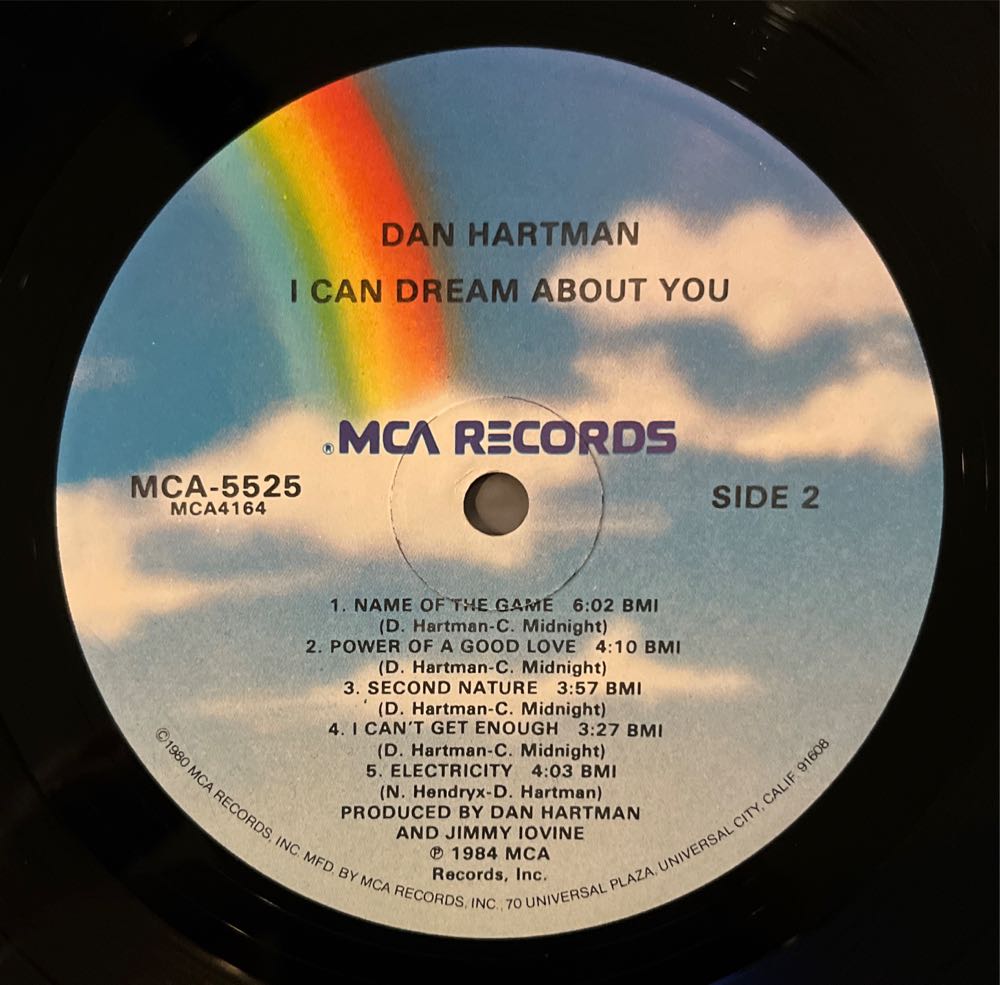 DAN HARTMAN
I CAN DREAM ABOUT YOU
® MCA RECORDS
MCA-5525
MCA4164
SIDE 2
1. NAME OF THE GAME 6:02 BMI
(D. Hartman-C. Midnight)
2. POWER OF A GOOD LOVE 4:10 BMI
(D. Hartman-C. Midnight)
3. SECOND NATURE 3:57 BMI
(D. Hartman-C. Midnight)
4. I CAN'T GET ENOUGH 3:27 BMI
(D. Hartman-C. Midnight)
5. ELECTRICITY 4:03 BMI
(N. Hendryx-D. Hartman)
PRODUCED BY DAN HARTMAN
AND JIMMY IOVINE
℗ 1984 MCA
Records, Inc.
©1980 MCA RECORDS, INC. MFD. BY MCA RECORDS, INC., 70 UNIVERSAL PLAZA, UNIVERSAL CITY, CALIF. 91608